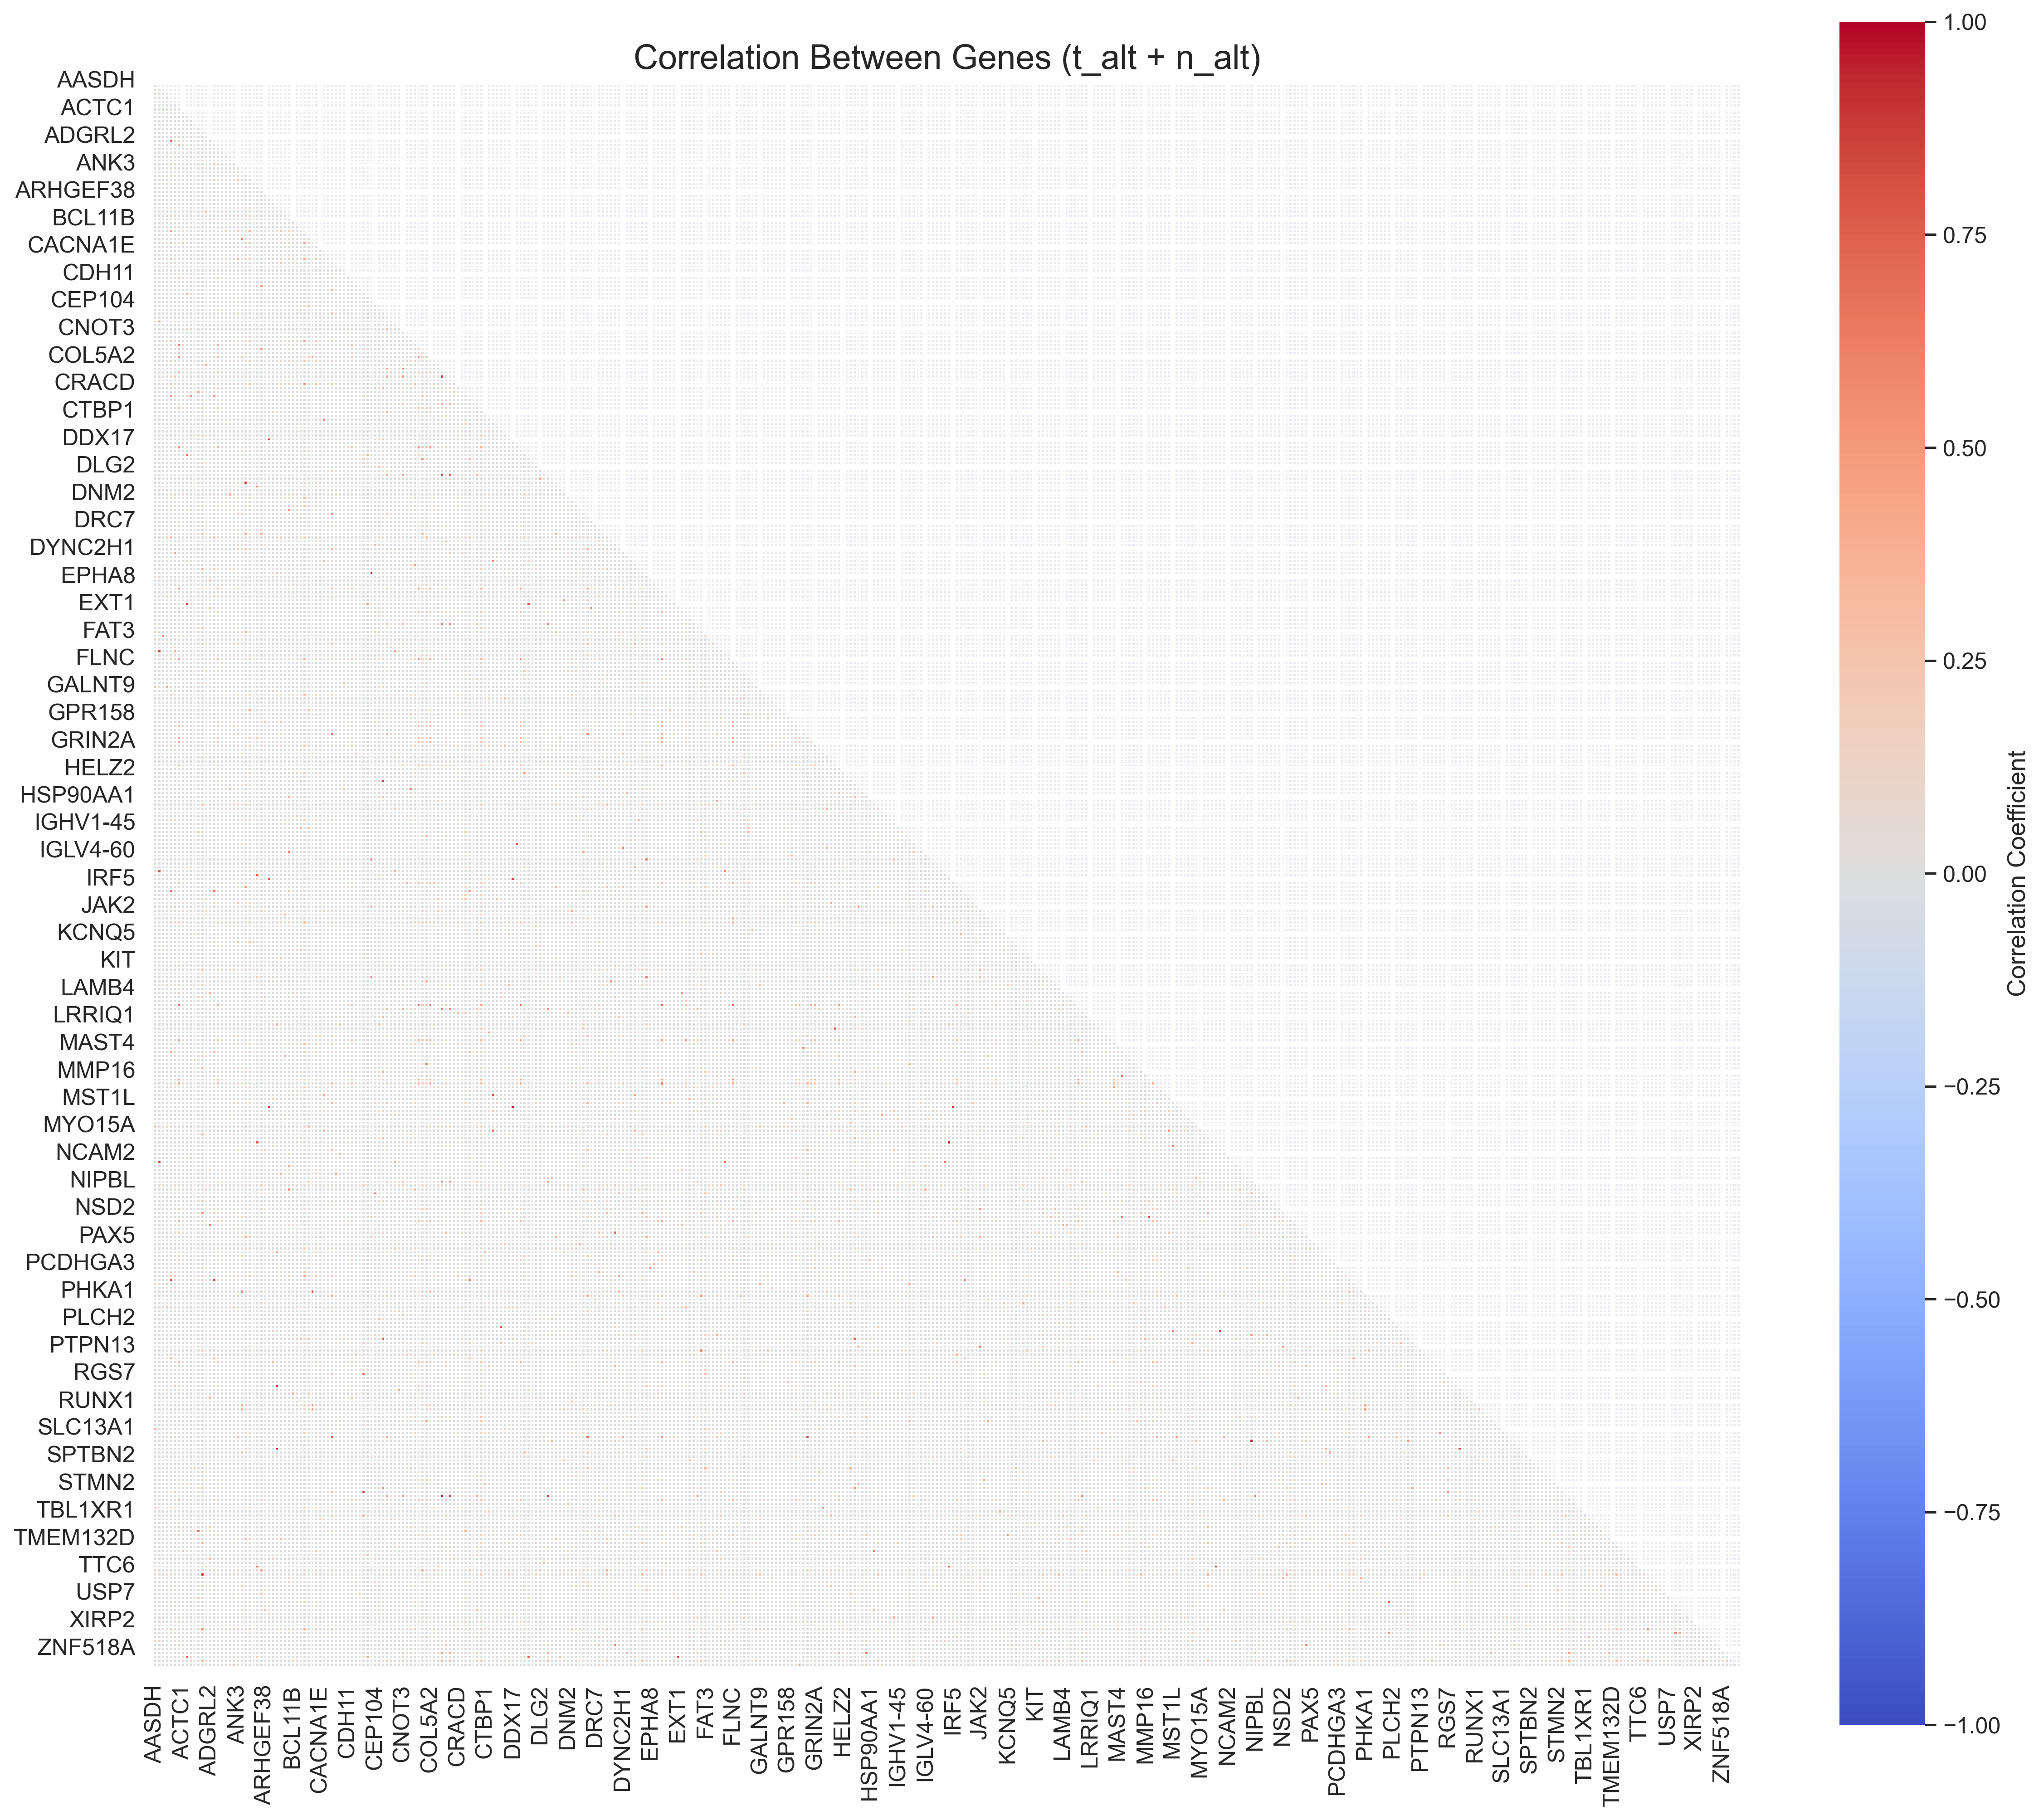 Correlation Between Genes (t_alt + n_alt)
AASDH
ACTC1
ADGRL2
ANK3
ARHGEF38
BCL11B
CACNA1E
CDH11
CEP104
CNOT3
COL5A2
CRACD
CTBP1
DDX17
DLG2
DNM2
DRC7
DYNC2H1
EPHA8
EXT1
FAT3
FLNC
GALNT9
GPR158
GRIN2A
HELZ2
HSP90AA1
IGHV1-45
IGLV4-60
IRF5
JAK2
KCNQ5
KIT
LAMB4
LRRIQ1
MAST4
MMP16
MST1L
MYO15A
NCAM2
NIPBL
NSD2
PAX5
PCDHGA3
PHKA1
PLCH2
PTPN13
RGS7
RUNX1
SLC13A1
SPTBN2
STMN2
TBL1XR1
TMEM132D
TTC6
USP7
XIRP2
ZNF518A
AASDH
ACTC1
ADGRL2
ANK3
ARHGEF38
BCL11B
CACNA1E
CDH11
CEP104
CNOT3
COL5A2
CRACD
CTBP1
DDX17
DLG2
DNM2
DRC7
DYNC2H1
EPHA8
EXT1
FAT3
FLNC
GALNT9
GPR158
GRIN2A
HELZ2
HSP90AA1
IGHV1-45
IGLV4-60
IRF5
JAK2
KCNQ5
KIT
LAMB4
LRRIQ1
MAST4
MMP16
MST1L
MYO15A
NCAM2
NIPBL
NSD2
PAX5
PCDHGA3
PHKA1
PLCH2
PTPN13
RGS7
RUNX1
SLC13A1
SPTBN2
STMN2
TBL1XR1
TMEM132D
TTC6
USP7
XIRP2
ZNF518A
1.00
0.75
0.50
0.25
0.00
−0.25
−0.50
−0.75
−1.00
Correlation Coefficient